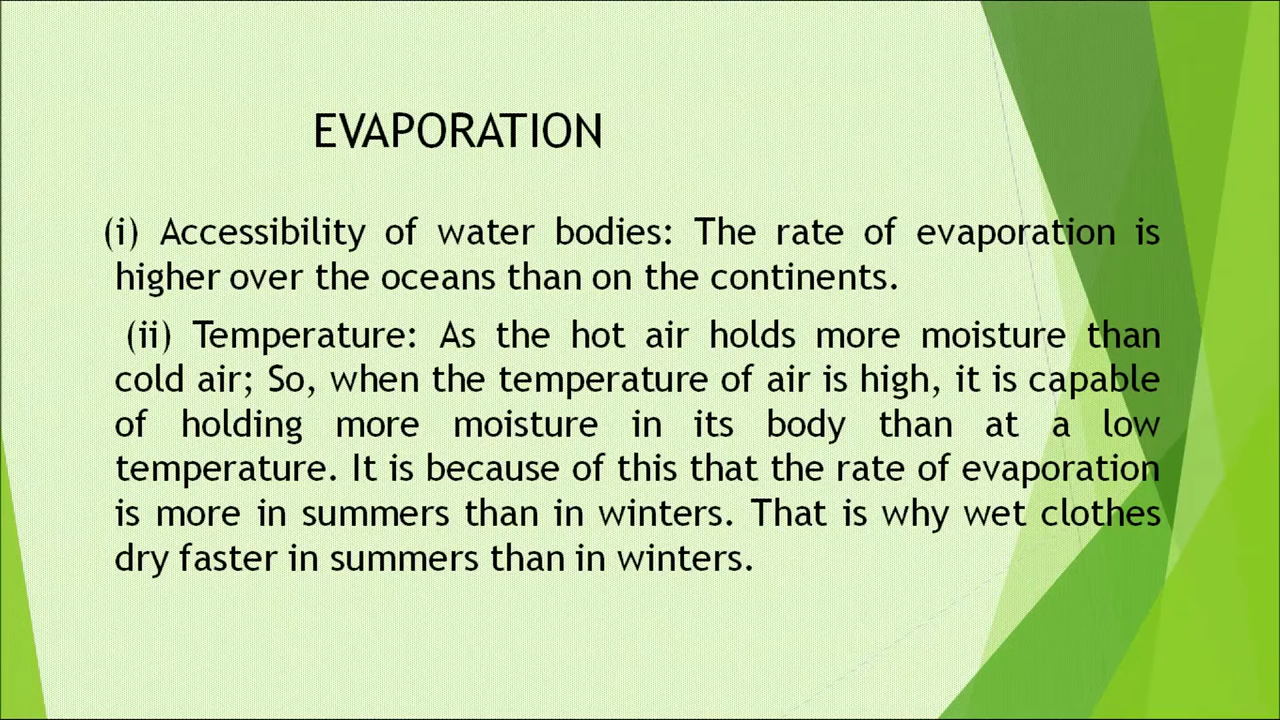 EVAPORATION
(i) Accessibility of water bodies: The rate of evaporation is
higher over the oceans than on the continents.
(ii) Temperature: As the hot air holds more moisture than
cold air; So, when the temperature of air is high, it is capable
of holding more moisture in its body than at a low
temperature. It is because of this that the rate of evaporation
is more in summers than in winters. That is why wet clothes
dry faster in summers than in winters.